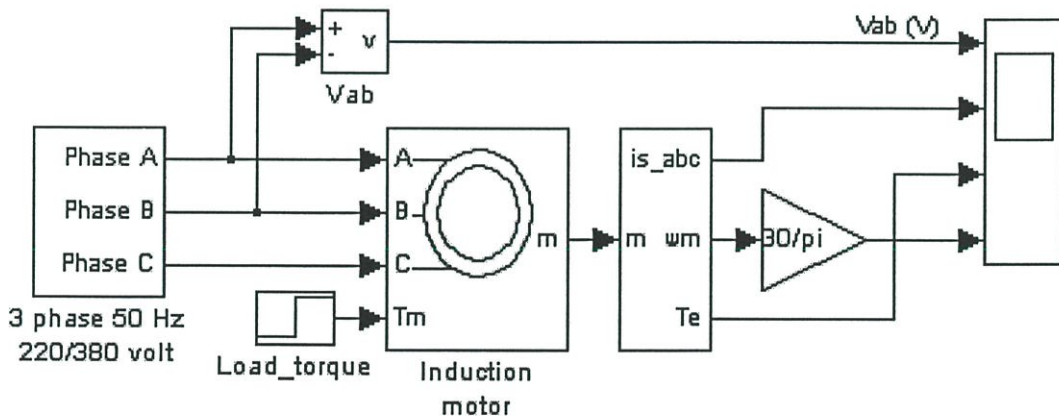 Vab (V)
+
-
v
Vab
Phase A
Phase B
Phase C
3 phase 50 Hz
220/380 volt
Load_torque
A
B
C
Tm
m
Induction
motor
m
is_abc
wm
Te
30/pi